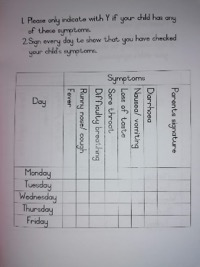 1. Please only indicate with Y if your child has any
of these symptoms.
2. Sign every day to show that you have checked
your child's symptoms.
Symptoms
Day
Fever
Runny nose/ cough
Difficulty breathing
Sore throat
Loss of taste
Nausea/ vomiting
Diarrhoea
Parents signature
Monday
Tuesday
Wednesday
Thursday
Friday